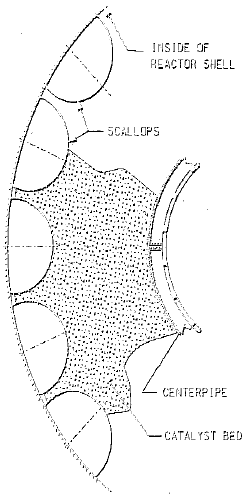 INSIDE OF
REACTOR SHELL
SCALLOPS
CENTERPIPE
CATALYST BED